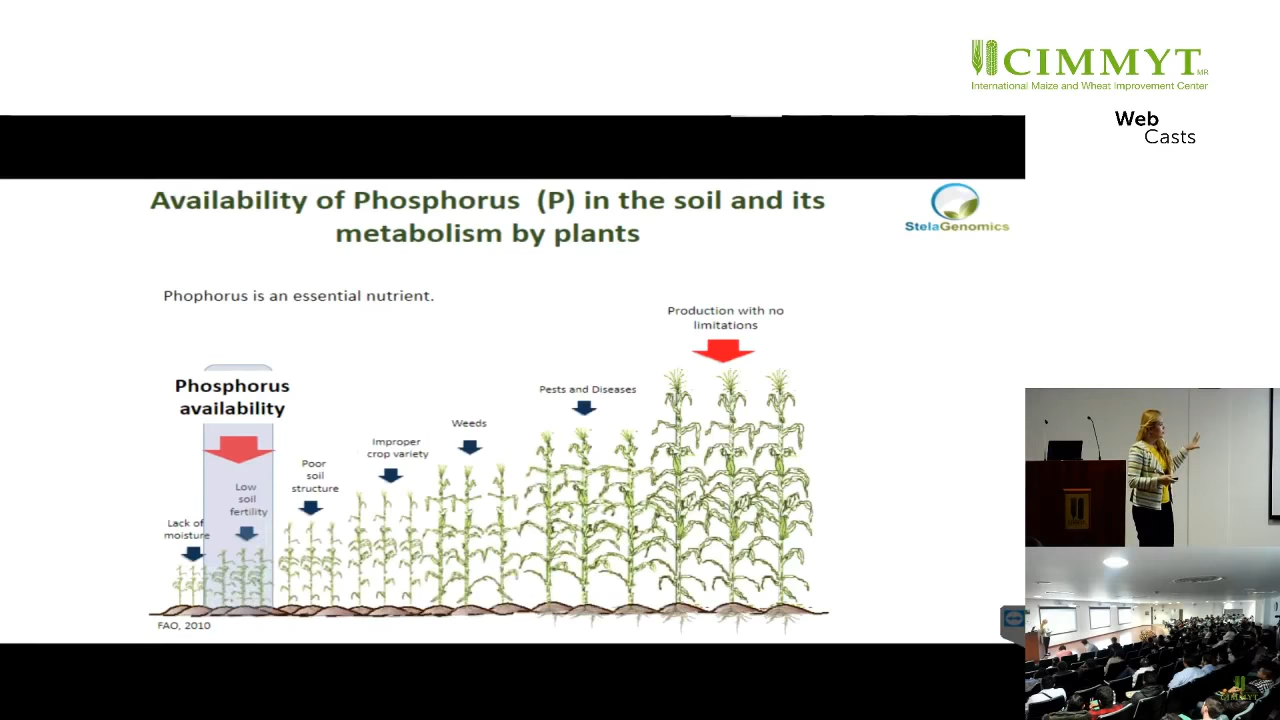 CIMMYT MR
International Maize and Wheat Improvement Center
Web
Casts
Availability of Phosphorus (P) in the soil and its
metabolism by plants
StelaGenomics
Phophorus is an essential nutrient.
Production with no
limitations
Phosphorus
availability
Pests and Diseases
Weeds
Improper
crop variety
Poor
soil
structure
Low
soil
fertility
Lack of
moisture
FAO, 2010
CIMMYT